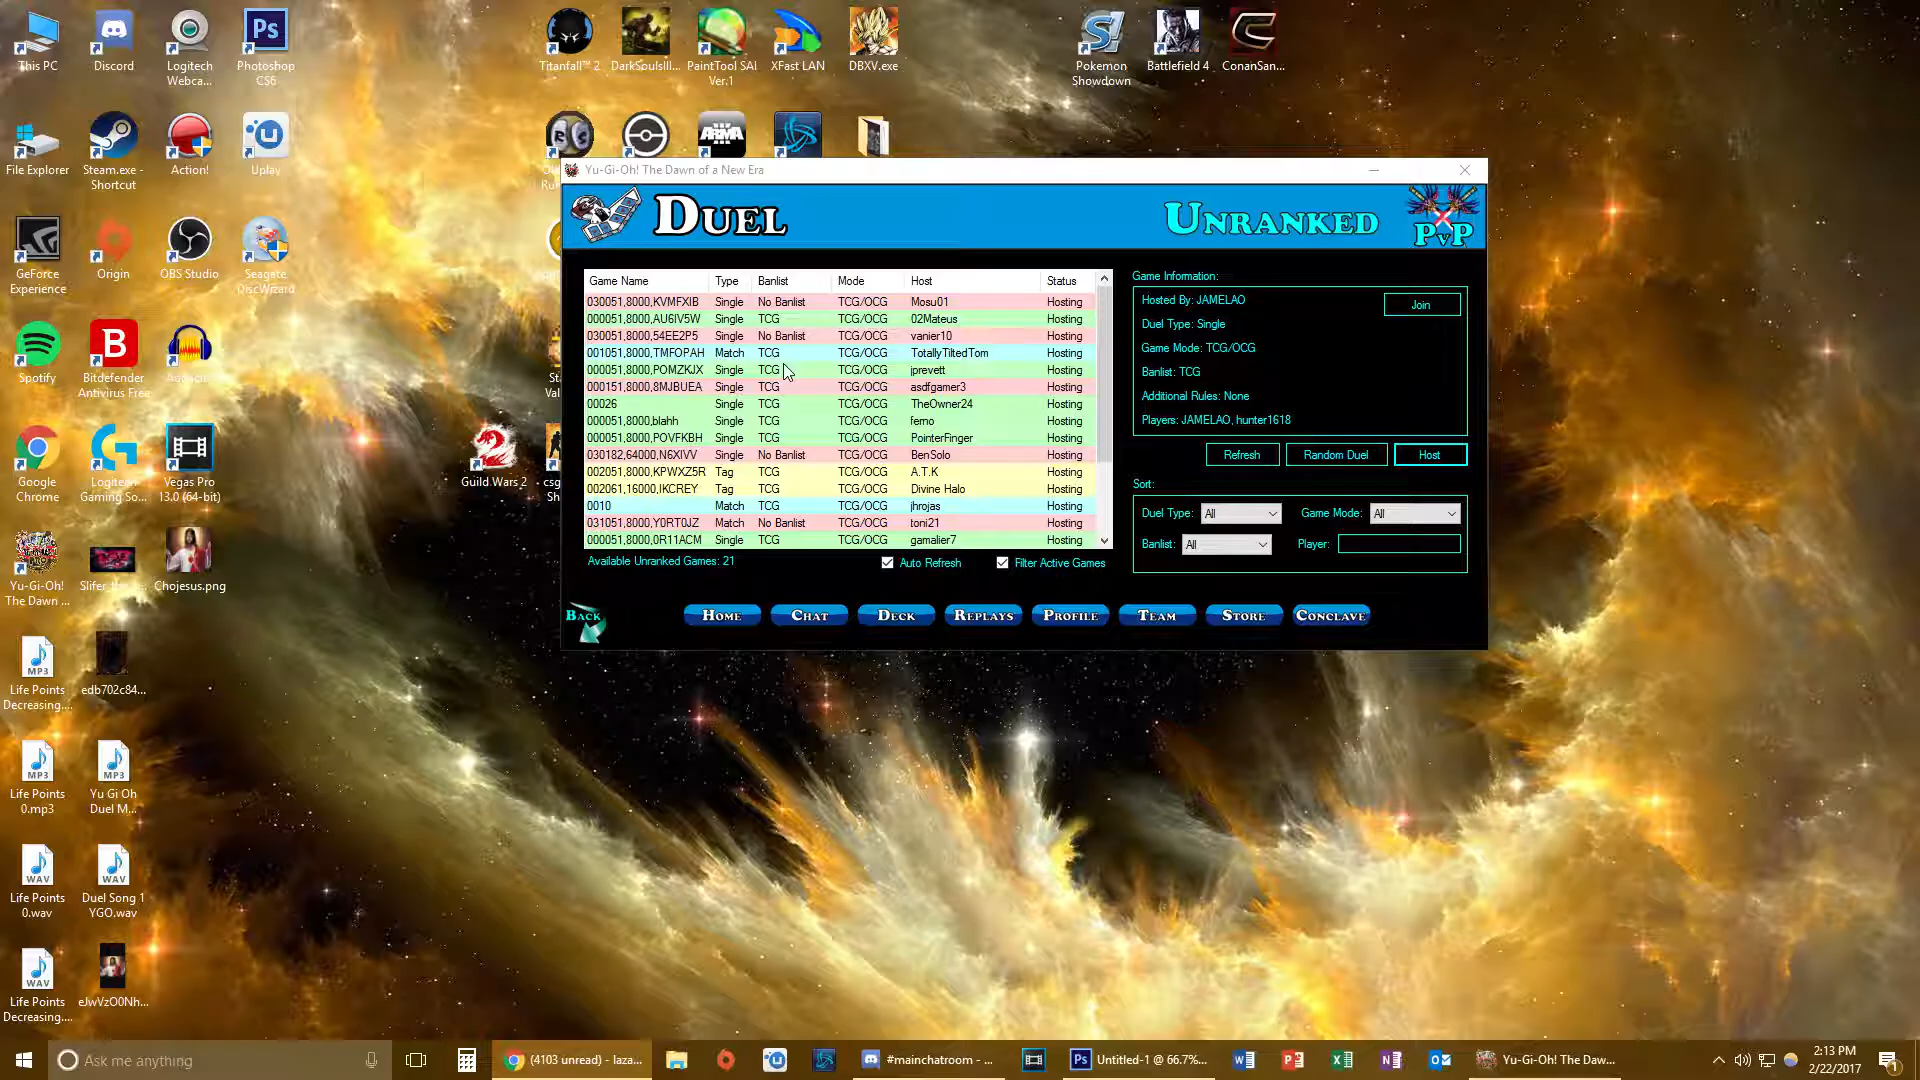 This PC
Discord
Logitech Webca...
Photoshop CS6
Titanfall™ 2
DarkSoulsIII...
PaintTool SAI Ver.1
XFast LAN
DBXV.exe
Pokemon Showdown
Battlefield 4
ConanSan...
File Explorer
Steam.exe - Shortcut
Action!
Uplay
GeForce Experience
Origin
OBS Studio
Seagate DiscWizard
Spotify
Bitdefender Antivirus Free
Audacity
Google Chrome
Logitech Gaming So...
Vegas Pro 13.0 (64-bit)
Guild Wars 2
Yu-Gi-Oh! The Dawn ...
Chojesus.png
Life Points Decreasing....
edb702c84...
Life Points 0.mp3
Yu Gi Oh Duel M...
Life Points 0.wav
Duel Song 1 YGO.wav
Life Points Decreasing....
eJwVzO0Nh...
Yu-Gi-Oh! The Dawn of a New Era
DUEL
UNRANKED
PVP
Game Name Type Banlist Mode Host Status
030051,8000,KVMFXIB Single No Banlist TCG/OCG Mosu01 Hosting
000051,8000,AU6IV5W Single TCG TCG/OCG 02Mateus Hosting
030051,8000,54EE2P5 Single No Banlist TCG/OCG vanier10 Hosting
001051,8000,TMFOPAH Match TCG TCG/OCG TotallyTiltedTom Hosting
000051,8000,POMZKJX Single TCG TCG/OCG jprevett Hosting
000151,8000,8MJBUEA Single TCG TCG/OCG asdfgamer3 Hosting
00026 Single TCG TCG/OCG TheOwner24 Hosting
000051,8000,blahh Single TCG TCG/OCG femo Hosting
000051,8000,POVFKBH Single TCG TCG/OCG PointerFinger Hosting
030182,64000,N6XIVV Single No Banlist TCG/OCG BenSolo Hosting
002051,8000,KPWXZ5R Tag TCG TCG/OCG A.T.K Hosting
002061,16000,IKCREY Tag TCG TCG/OCG Divine Halo Hosting
0010 Match TCG TCG/OCG jhrojas Hosting
031051,8000,Y0RT0JZ Match No Banlist TCG/OCG toni21 Hosting
000051,8000,0R11ACM Single TCG TCG/OCG gamalier7 Hosting
Available Unranked Games: 21
Auto Refresh
Filter Active Games
Game Information:
Hosted By: JAMELAO
Join
Duel Type: Single
Game Mode: TCG/OCG
Banlist: TCG
Additional Rules: None
Players: JAMELAO, hunter1618
Refresh
Random Duel
Host
Sort:
Duel Type: All
Game Mode: All
Banlist: All
Player:
BACK
HOME
CHAT
DECK
REPLAYS
PROFILE
TEAM
STORE
CONCLAVE
Ask me anything
(4103 unread) - laza...
#mainchatroom - ...
Untitled-1 @ 66.7%...
Yu-Gi-Oh! The Daw...
2:13 PM
2/22/2017